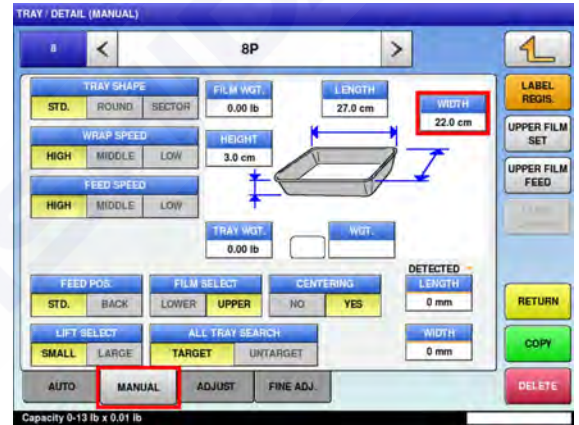 TRAY / DETAIL (MANUAL)
8 < 8P >
TRAY SHAPE
STD. ROUND SECTOR
FILM WGT.
0.00 lb
LENGTH
27.0 cm
WIDTH
22.0 cm
LABEL
REGIS.
WRAP SPEED
HIGH MIDDLE LOW
HEIGHT
3.0 cm
UPPER FILM
SET
FEED SPEED
HIGH MIDDLE LOW
UPPER FILM
FEED
TRAY WGT.
0.00 lb
WGT.
DETECTED
FEED POS.
STD. BACK
FILM SELECT
LOWER UPPER
CENTERING
NO YES
LENGTH
0 mm
RETURN
LIFT SELECT
SMALL LARGE
ALL TRAY SEARCH
TARGET UNTARGET
WIDTH
0 mm
COPY
AUTO MANUAL ADJUST FINE ADJ.
DELETE
Capacity 0-13 lb x 0.01 lb